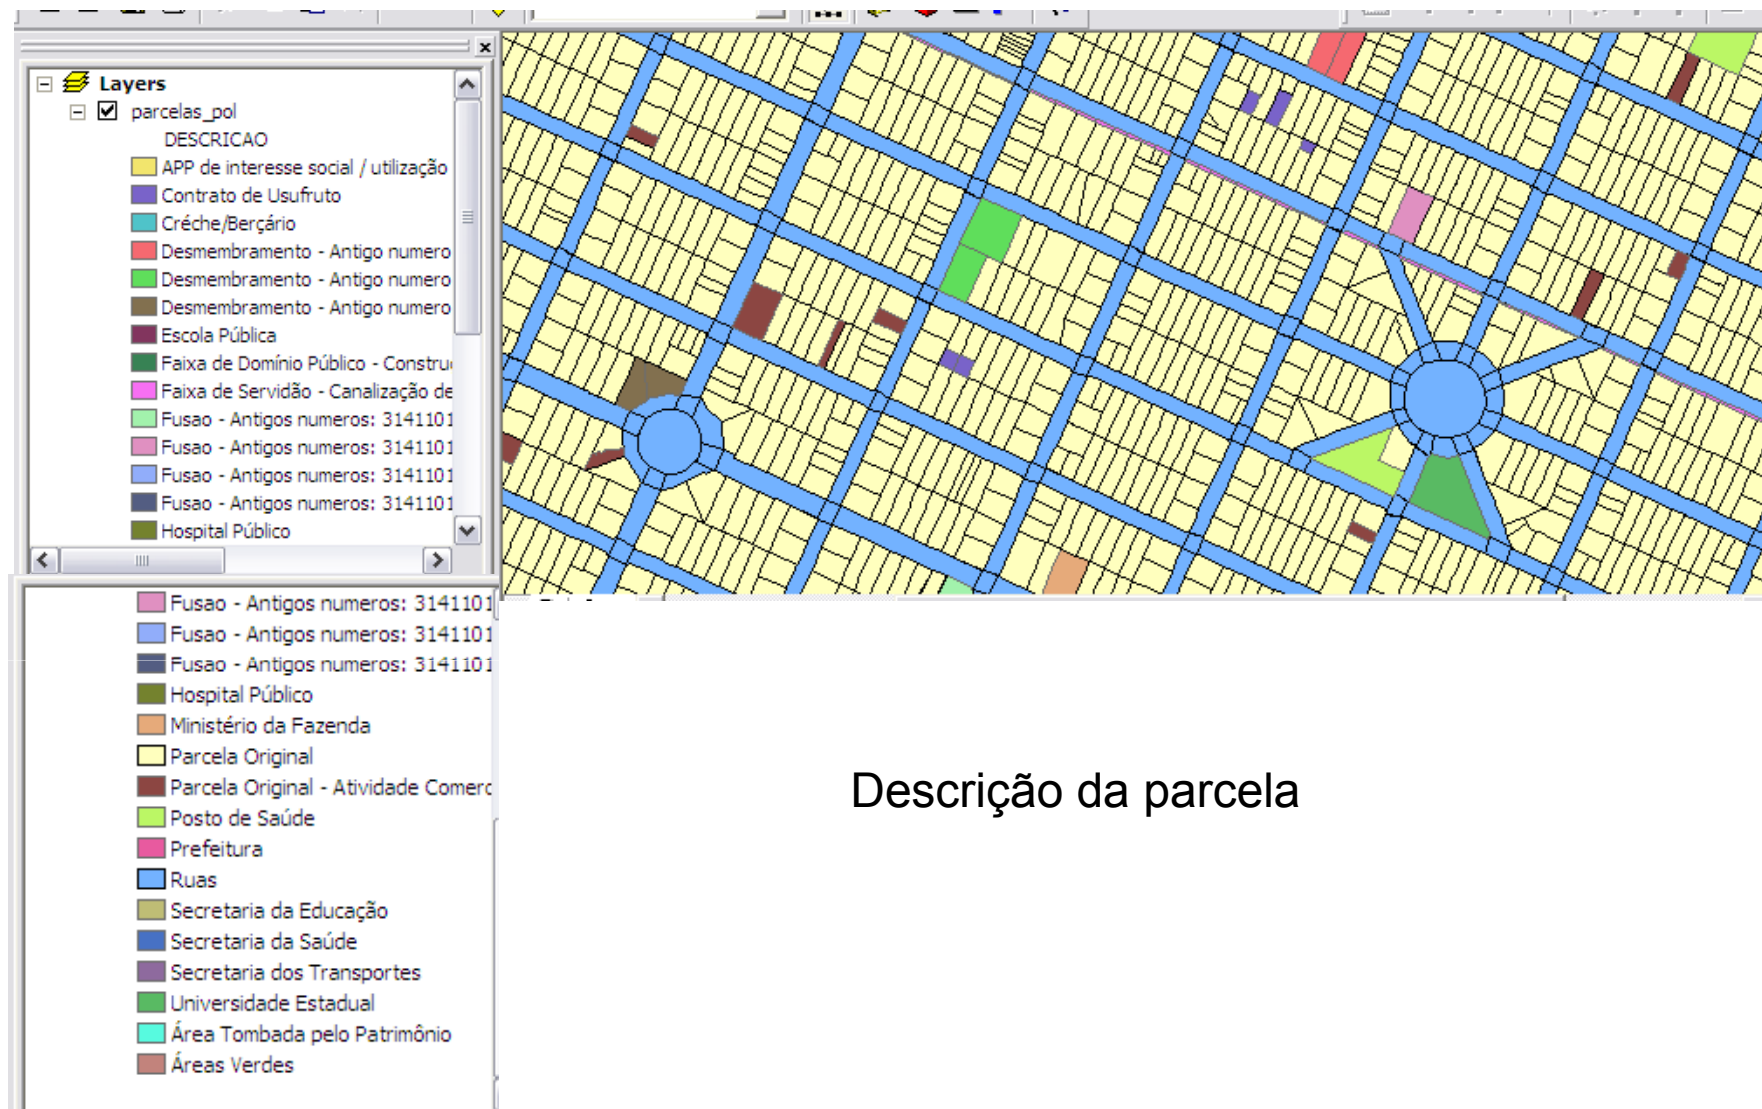 Layers
parcelas_pol
DESCRICAO
APP de interesse social / utilização
Contrato de Usufruto
Créche/Berçário
Desmembramento - Antigo numero
Desmembramento - Antigo numero
Desmembramento - Antigo numero
Escola Pública
Faixa de Domínio Público - Constru
Faixa de Servidão - Canalização de
Fusao - Antigos numeros: 3141101
Fusao - Antigos numeros: 3141101
Fusao - Antigos numeros: 3141101
Fusao - Antigos numeros: 3141101
Hospital Público
Fusao - Antigos numeros: 3141101
Fusao - Antigos numeros: 3141101
Fusao - Antigos numeros: 3141101
Hospital Público
Ministério da Fazenda
Parcela Original
Parcela Original - Atividade Comerc
Posto de Saúde
Prefeitura
Ruas
Secretaria da Educação
Secretaria da Saúde
Secretaria dos Transportes
Universidade Estadual
Área Tombada pelo Patrimônio
Áreas Verdes
Descrição da parcela